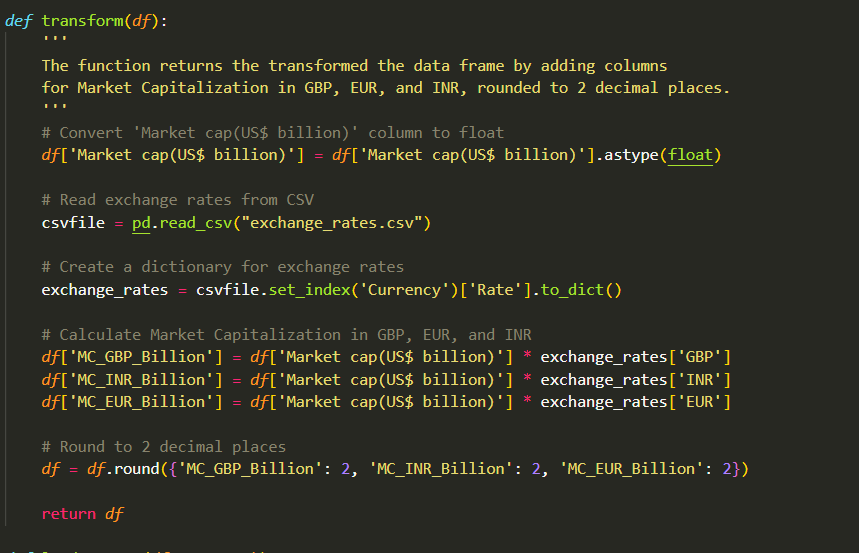 def transform(df):
    '''
    The function returns the transformed the data frame by adding columns
    for Market Capitalization in GBP, EUR, and INR, rounded to 2 decimal places.
    '''
    # Convert 'Market cap(US$ billion)' column to float
    df['Market cap(US$ billion)'] = df['Market cap(US$ billion)'].astype(float)
    # Read exchange rates from CSV
    csvfile = pd.read_csv("exchange_rates.csv")
    # Create a dictionary for exchange rates
    exchange_rates = csvfile.set_index('Currency')['Rate'].to_dict()
    # Calculate Market Capitalization in GBP, EUR, and INR
    df['MC_GBP_Billion'] = df['Market cap(US$ billion)'] * exchange_rates['GBP']
    df['MC_INR_Billion'] = df['Market cap(US$ billion)'] * exchange_rates['INR']
    df['MC_EUR_Billion'] = df['Market cap(US$ billion)'] * exchange_rates['EUR']
    # Round to 2 decimal places
    df = df.round({'MC_GBP_Billion': 2, 'MC_INR_Billion': 2, 'MC_EUR_Billion': 2})
    return df